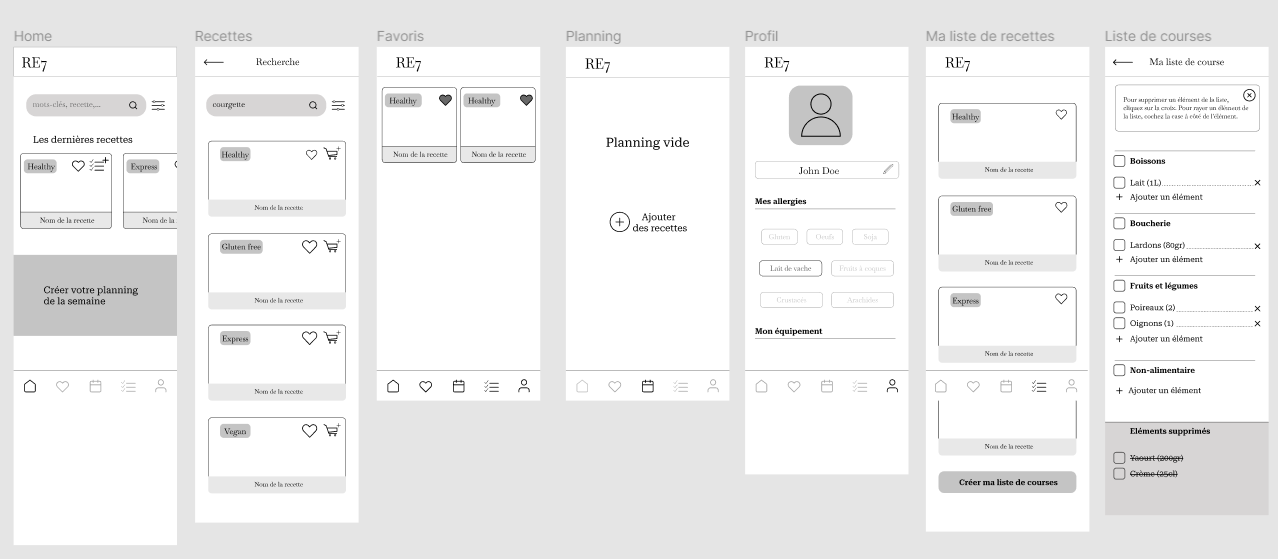 Home
RE7
mots-clés, recette,...
Les dernières recettes
Healthy
Express
Nom de la recette
Nom de la
Créer votre planning
de la semaine
Recettes
Recherche
courgette
Healthy
Nom de la recette
Gluten free
Nom de la recette
Express
Nom de la recette
Vegan
Nom de la recette
Favoris
RE7
Healthy
Healthy
Nom de la recette
Nom de la recette
Planning
RE7
Planning vide
Ajouter
des recettes
Profil
RE7
John Doe
Mes allergies
Gluten
Oeufs
Soja
Lait de vache
Fruits à coques
Crustacés
Arachides
Mon équipement
Ma liste de recettes
RE7
Healthy
Nom de la recette
Gluten free
Nom de la recette
Express
Nom de la recette
Nom de la recette
Créer ma liste de courses
Liste de courses
Ma liste de course
Pour supprimer un élément de la liste,
cliquez sur la croix. Pour rayer un élément de
la liste, cochez la case à côté de l'élément.
Boissons
Lait (1L)
Ajouter un élément
Boucherie
Lardons (80gr)
Ajouter un élément
Fruits et légumes
Poireaux (2)
Oignons (1)
Ajouter un élément
Non-alimentaire
Ajouter un élément
Eléments supprimés
Yaourt (200gr)
Crème (25cl)